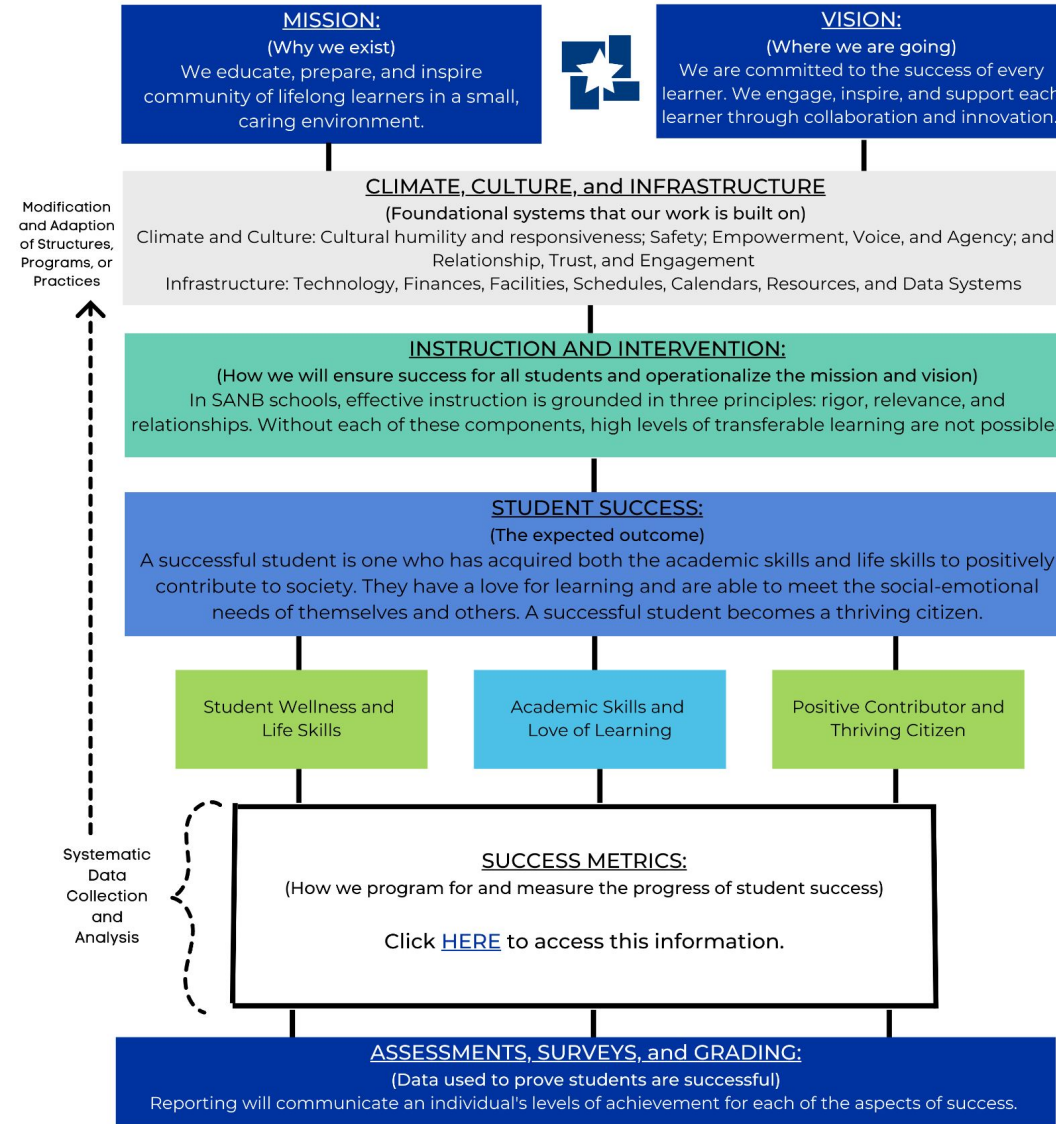 MISSION:
(Why we exist)
We educate, prepare, and inspire
community of lifelong learners in a small,
caring environment.
VISION:
(Where we are going)
We are committed to the success of every
learner. We engage, inspire, and support each
learner through collaboration and innovation.
Modification
and Adaption
of Structures,
Programs, or
Practices
CLIMATE, CULTURE, and INFRASTRUCTURE
(Foundational systems that our work is built on)
Climate and Culture: Cultural humility and responsiveness; Safety; Empowerment, Voice, and Agency; and
Relationship, Trust, and Engagement
Infrastructure: Technology, Finances, Facilities, Schedules, Calendars, Resources, and Data Systems
INSTRUCTION AND INTERVENTION:
(How we will ensure success for all students and operationalize the mission and vision)
In SANB schools, effective instruction is grounded in three principles: rigor, relevance, and
relationships. Without each of these components, high levels of transferable learning are not possible.
STUDENT SUCCESS:
(The expected outcome)
A successful student is one who has acquired both the academic skills and life skills to positively
contribute to society. They have a love for learning and are able to meet the social-emotional
needs of themselves and others. A successful student becomes a thriving citizen.
Student Wellness and
Life Skills
Academic Skills and
Love of Learning
Positive Contributor and
Thriving Citizen
Systematic
Data
Collection
and
Analysis
SUCCESS METRICS:
(How we program for and measure the progress of student success)
Click HERE to access this information.
ASSESSMENTS, SURVEYS, and GRADING:
(Data used to prove students are successful)
Reporting will communicate an individual's levels of achievement for each of the aspects of success.